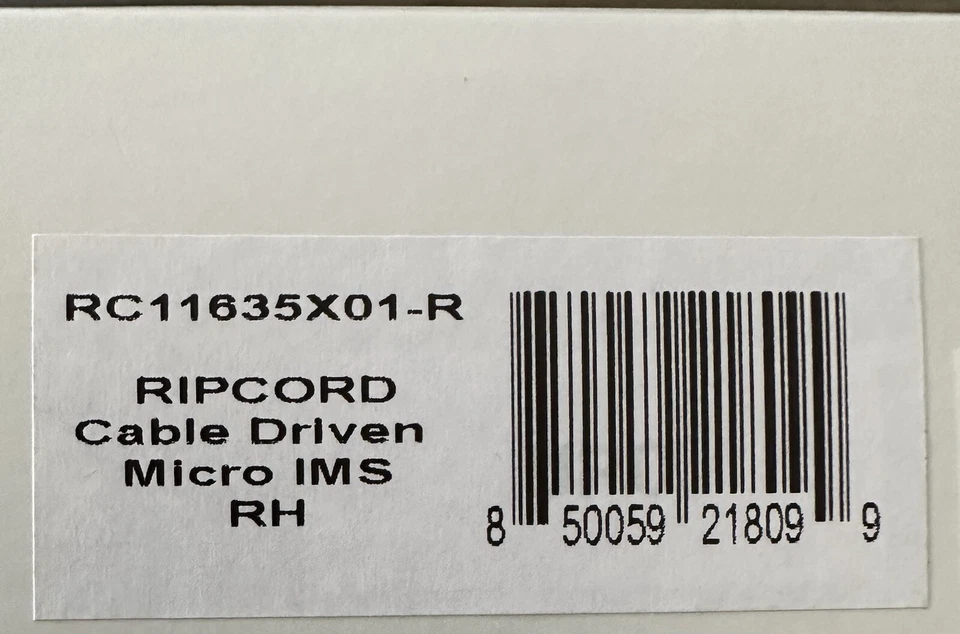 RC11635X01-R
RIPCORD
Cable Driven
Micro IMS
RH
8 50059 21809 9